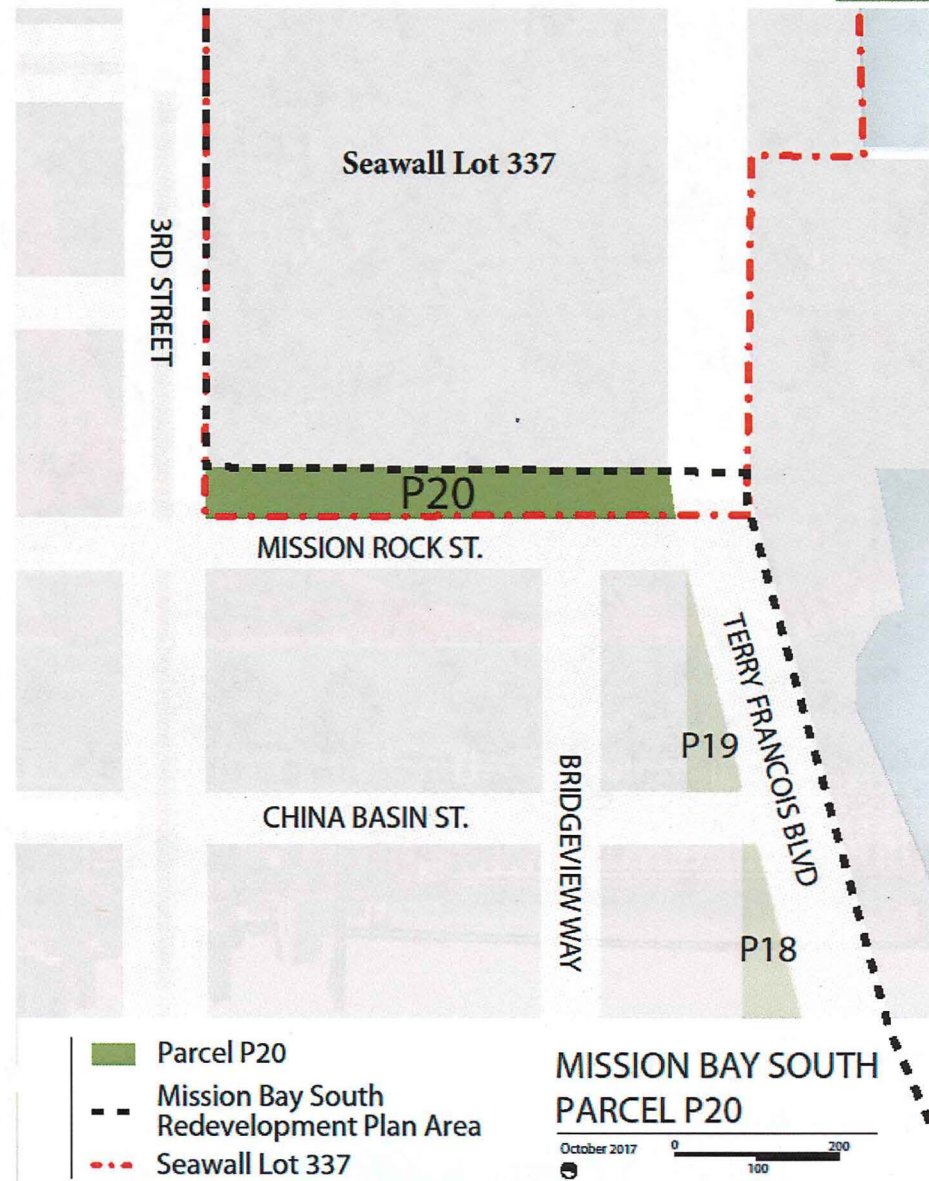 Seawall Lot 337
3RD STREET
P20
MISSION ROCK ST.
TERRY FRANCOIS BLVD
P19
BRIDGEVIEW WAY
CHINA BASIN ST.
P18
Parcel P20
Mission Bay South
Redevelopment Plan Area
Seawall Lot 337
MISSION BAY SOUTH
PARCEL P20
October 2017
0
200
100